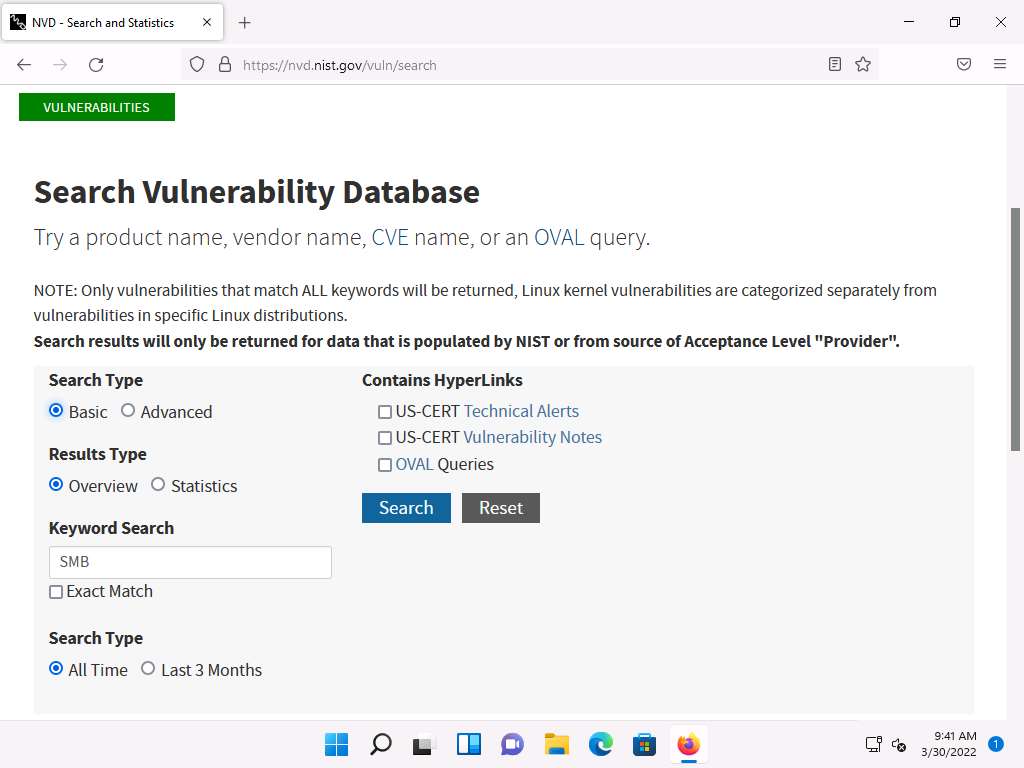 NVD - Search and Statistics
https://nvd.nist.gov/vuln/search
VULNERABILITIES
Search Vulnerability Database
Try a product name, vendor name, CVE name, or an OVAL query.
NOTE: Only vulnerabilities that match ALL keywords will be returned, Linux kernel vulnerabilities are categorized separately from
vulnerabilities in specific Linux distributions.
Search results will only be returned for data that is populated by NIST or from source of Acceptance Level "Provider".
Search Type
Basic Advanced
Results Type
Overview Statistics
Keyword Search
SMB
Exact Match
Search Type
All Time Last 3 Months
Contains HyperLinks
US-CERT Technical Alerts
US-CERT Vulnerability Notes
OVAL Queries
Search Reset
9:41 AM
3/30/2022
1